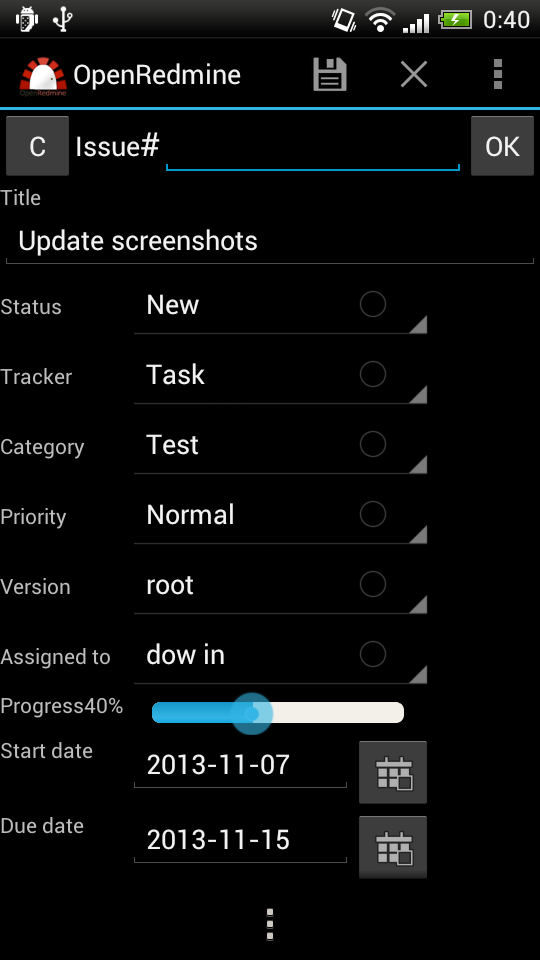 0:40
OpenRedmine
C Issue# OK
Title
Update screenshots
Status New
Tracker Task
Category Test
Priority Normal
Version root
Assigned to dow in
Progress40%
Start date 2013-11-07
Due date 2013-11-15